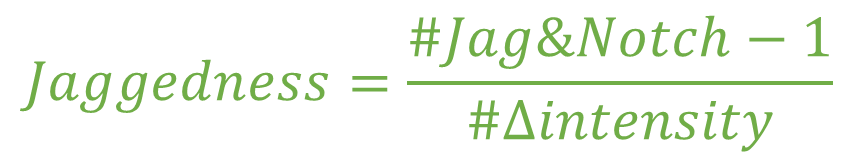 Jaggedness = #Jag&Notch − 1
#Δintensity